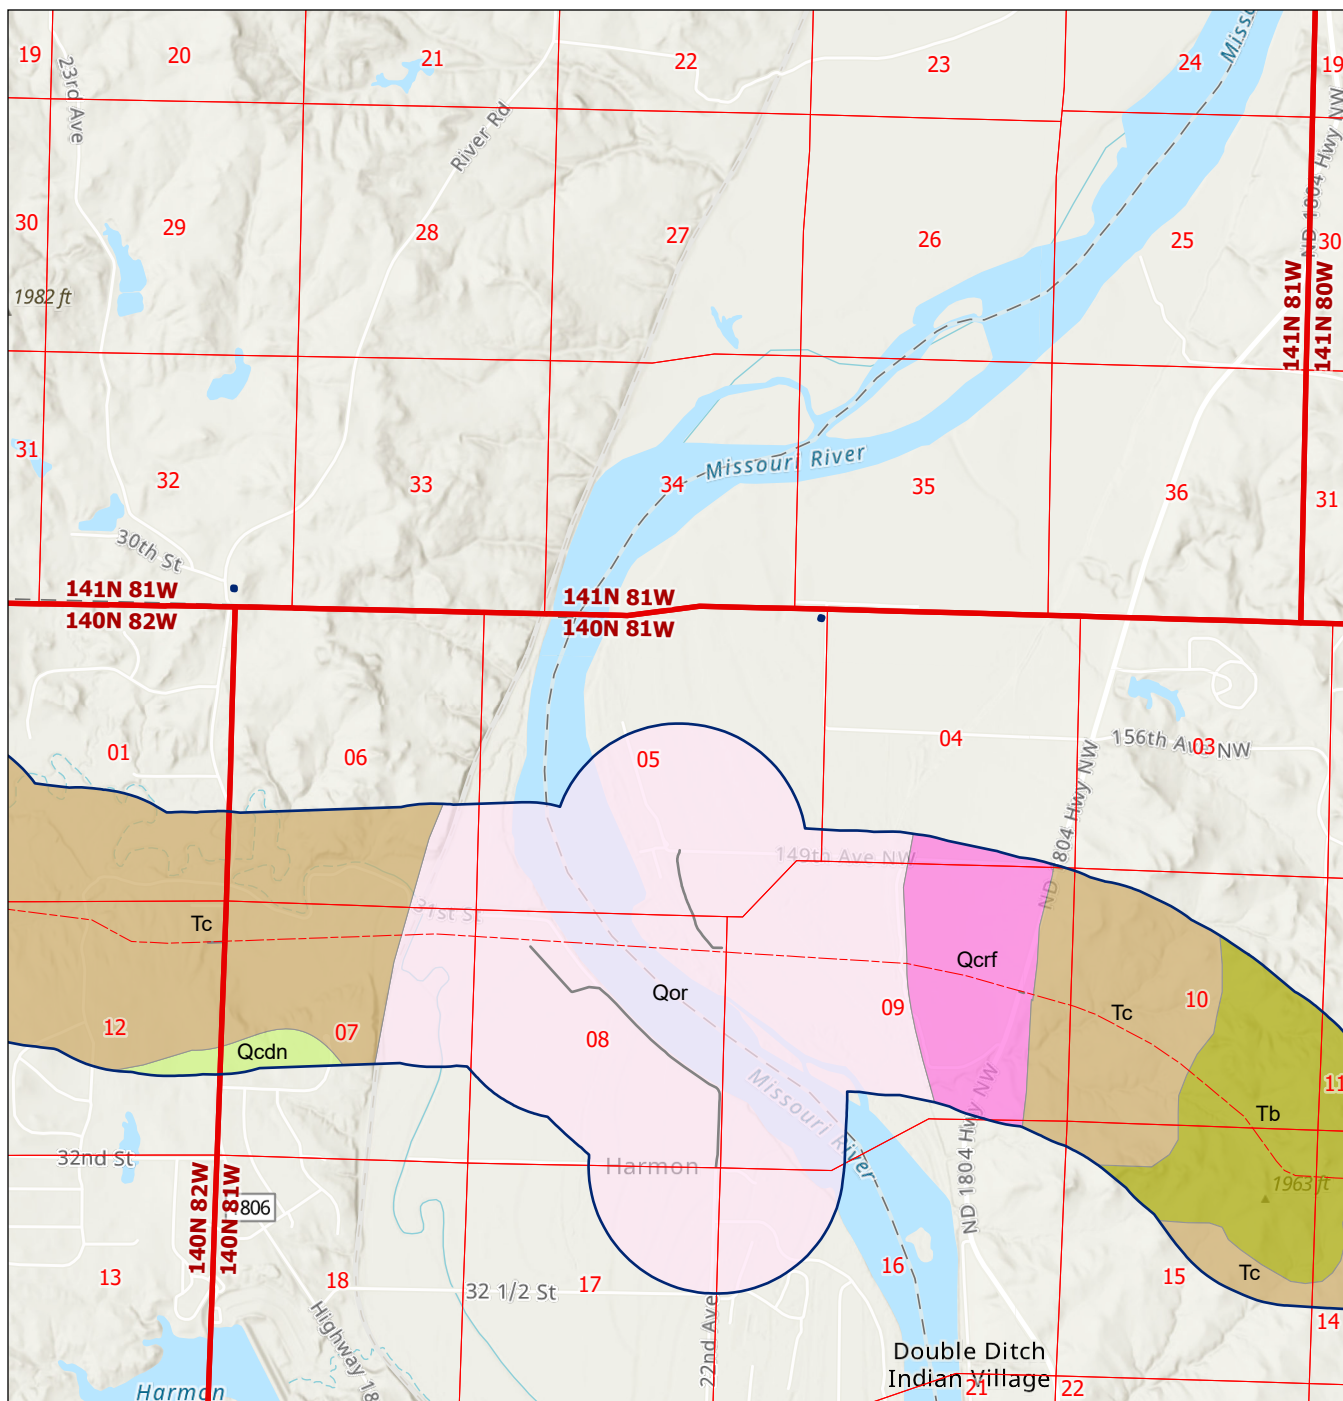 19
20
21
22
23
24
19
23rd Ave
River Rd
ND 1804 Hwy NW
30
29
28
27
26
25
30
1982 ft
141N 81W
141N 80W
31
32
33
34
Missouri River
35
36
31
30th St
141N 81W
140N 82W
141N 81W
140N 81W
01
06
05
04
156th Ave NW
03
ND 1804 Hwy NW
149th Ave NW
31st St
Tc
Qcrf
Qor
12
07
Qcdn
08
09
Tc
10
11
Tb
Missouri River
32nd St
Harmon
ND 1804 Hwy NW
140N 82W
140N 81W
806
1963 ft
13
18
32 1/2 St
17
16
15
Tc
14
Highway 18
22nd Ave
Double Ditch
Indian Village
Harmon
21
22